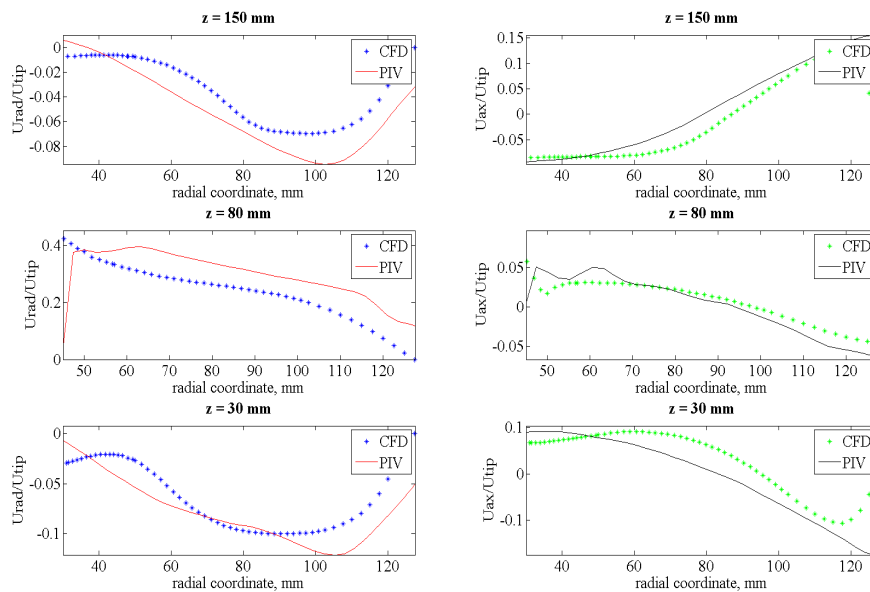 z = 150 mm
Urad/Utip
0
-0.02
-0.04
-0.06
-0.08
40 60 80 100 120
radial coordinate, mm
CFD
PIV
z = 150 mm
Uax/Utip
0.15
0.1
0.05
0
-0.05
40 60 80 100 120
radial coordinate, mm
CFD
PIV
z = 80 mm
Urad/Utip
0.4
0.2
0
50 60 70 80 90 100 110 120
radial coordinate, mm
CFD
PIV
z = 80 mm
Uax/Utip
0.05
0
-0.05
50 60 70 80 90 100 110 120
radial coordinate, mm
CFD
PIV
z = 30 mm
Urad/Utip
0
-0.05
-0.1
40 60 80 100 120
radial coordinate, mm
CFD
PIV
z = 30 mm
Uax/Utip
0.1
0
-0.1
40 60 80 100 120
radial coordinate, mm
CFD
PIV